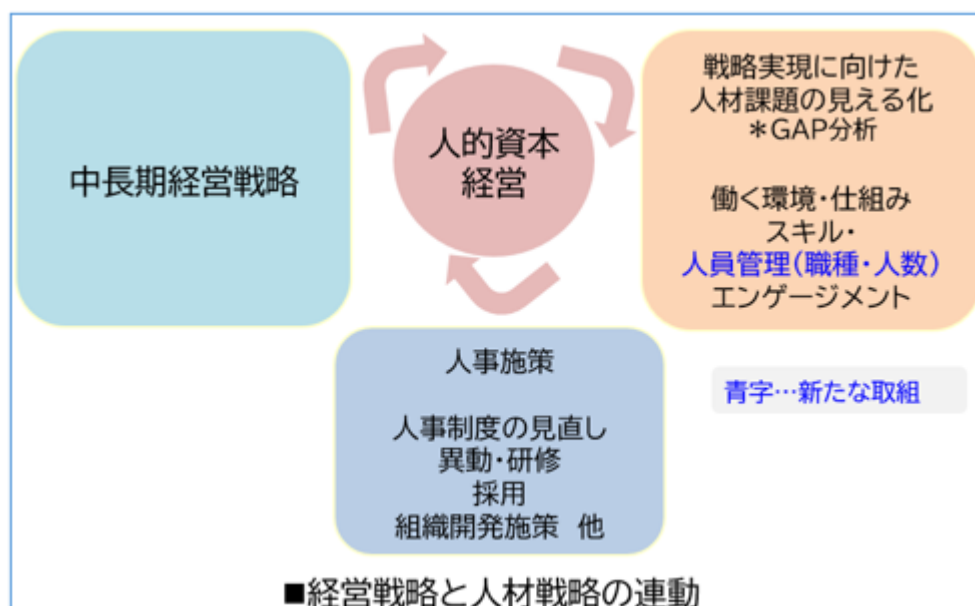 中長期経営戦略
人的資本
経営
戦略実現に向けた
人材課題の見える化
＊GAP分析
働く環境・仕組み
スキル・
人員管理(職種・人数)
エンゲージメント
人事施策
人事制度の見直し
異動・研修
採用
組織開発施策 他
青字…新たな取組
■経営戦略と人材戦略の連動